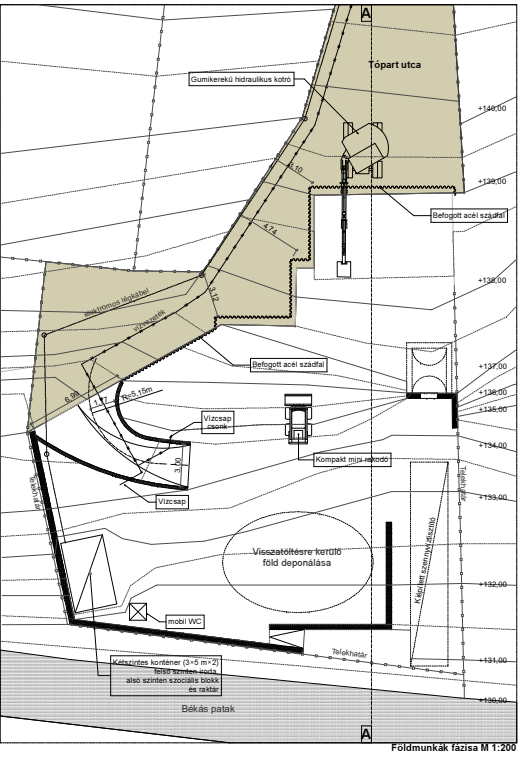 A
Tópart utca
Gumikerekű hidraulikus kotró
+140,00
5,10
+139,00
Befogott acél szádfal
4,74
+138,00
3,12
elektromos légkábel
vízvezeték
Befogott acél szádfal
+137,00
+136,00
+135,00
6,99
1,77
R=5,15m
Vízcsap
csonk
+134,00
3,00
Kompakt mini rakodó
Telekhatár
Telekhatár
Vízcsap
+133,00
Kiépített szennyvíztisztító
Visszatöltésre kerülő
föld deponálása
+132,00
mobil WC
Telekhatár
+131,00
Kétszintes konténer (3×5 m×2)
felső szinten iroda,
alsó szinten szociális blokk
és raktár
+130,00
Békás patak
A
Földmunkák fázisa M 1:200